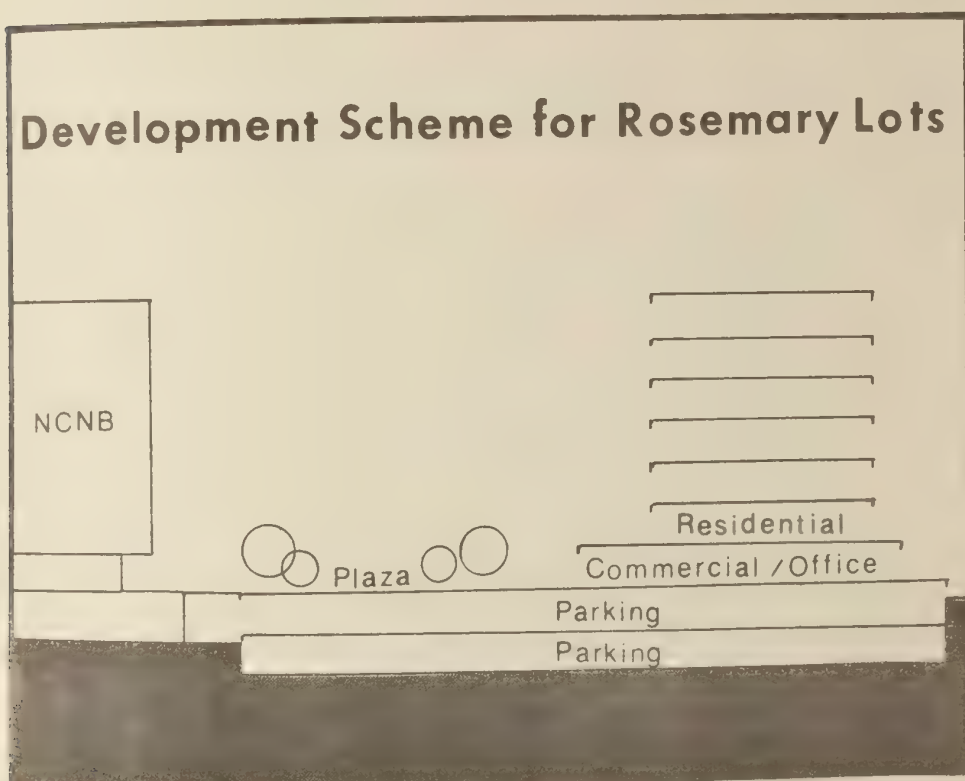 Development Scheme for Rosemary Lots
NCNB
Residential
Plaza
Commercial / Office
Parking
Parking